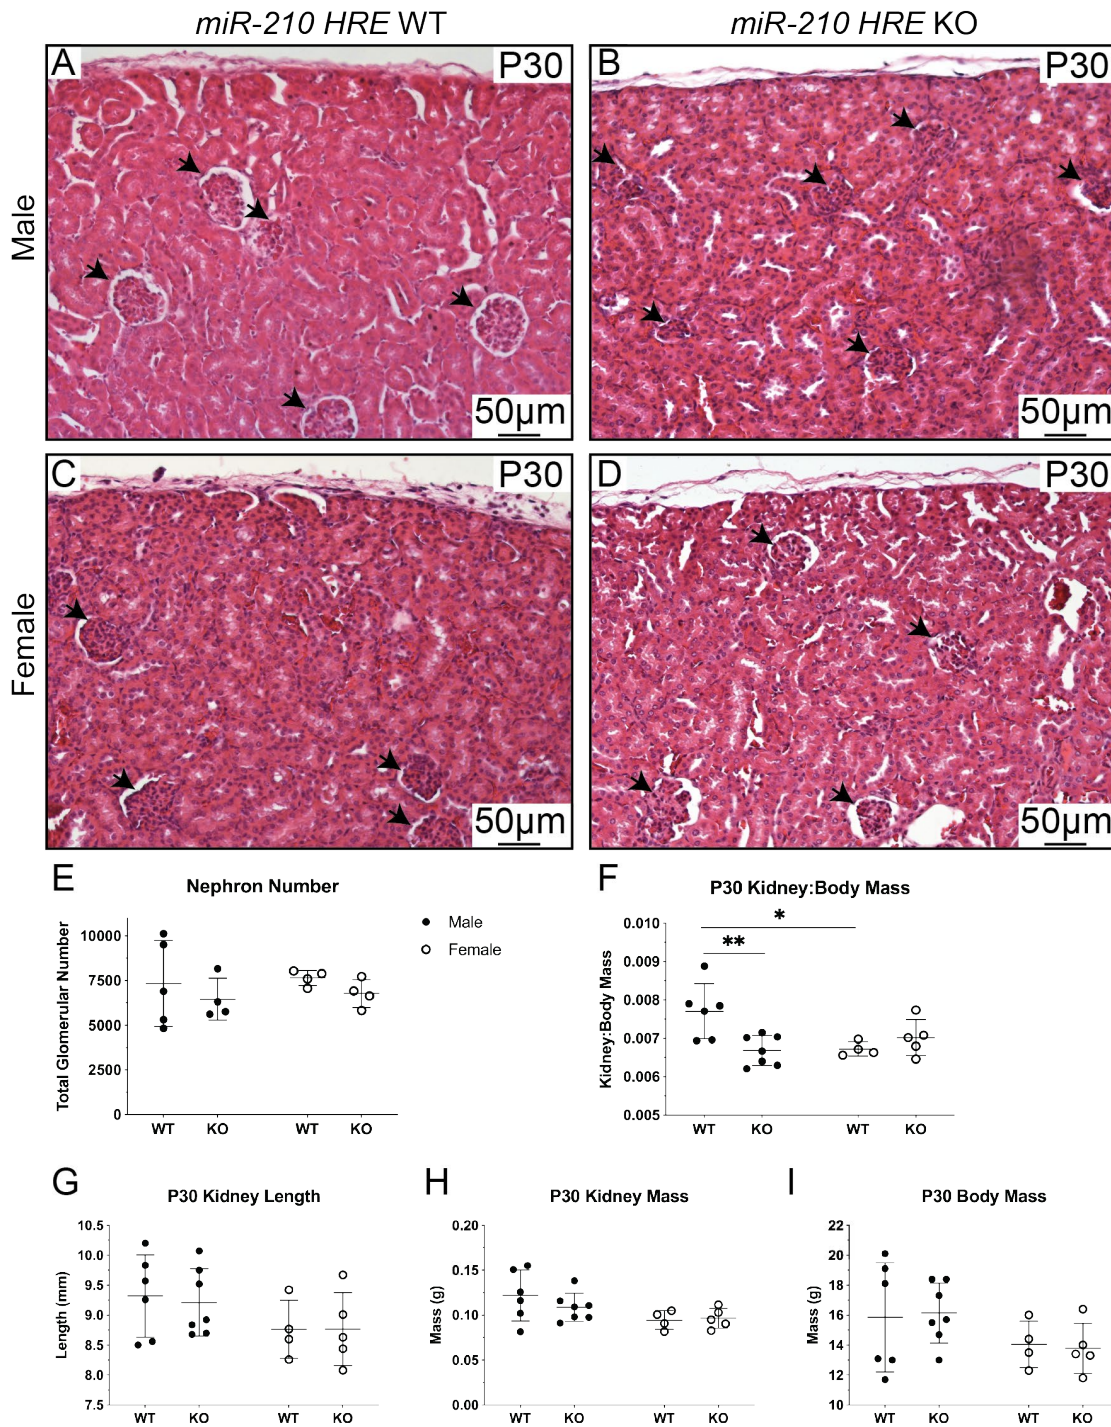 miR-210 HRE WT
miR-210 HRE KO
A
P30
B
P30
Male
50µm
50µm
C
P30
D
P30
Female
50µm
50µm
E
Nephron Number
Total Glomerular Number
10000
7500
5000
2500
0
WT
KO
WT
KO
Male
Female
F
P30 Kidney:Body Mass
Kidney:Body Mass
0.010
0.009
0.008
0.007
0.006
0.005
*
**
WT
KO
WT
KO
G
P30 Kidney Length
Length (mm)
10.5
10.0
9.5
9.0
8.5
8.0
7.5
WT
KO
WT
KO
H
P30 Kidney Mass
Mass (g)
0.20
0.15
0.10
0.05
0.00
WT
KO
WT
KO
I
P30 Body Mass
Mass (g)
22
20
18
16
14
12
10
WT
KO
WT
KO